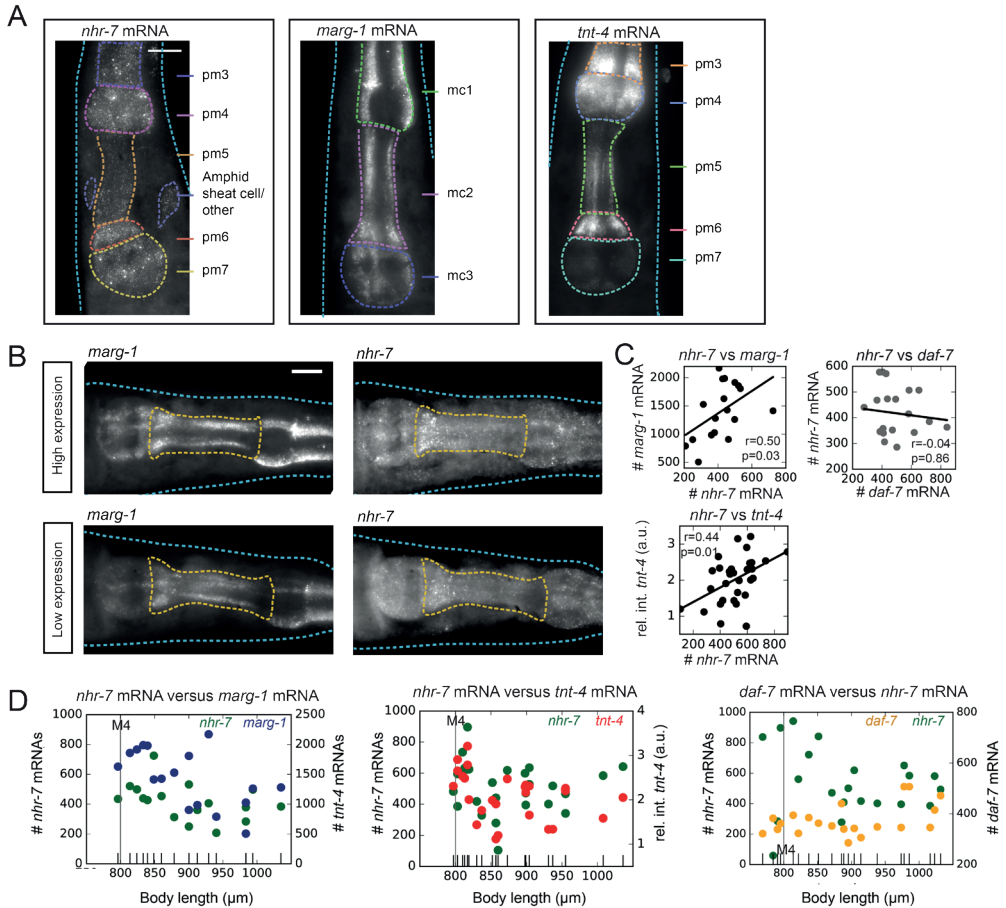 A
nhr-7 mRNA
pm3
pm4
pm5
Amphid
sheat cell/
other
pm6
pm7
marg-1 mRNA
mc1
mc2
mc3
tnt-4 mRNA
pm3
pm4
pm5
pm6
pm7
B
marg-1
nhr-7
High expression
marg-1
nhr-7
Low expression
C
nhr-7 vs marg-1
# marg-1 mRNA
2000
1500
1000
500
r=0.50
p=0.03
200 400 600 800
# nhr-7 mRNA
nhr-7 vs daf-7
# nhr-7 mRNA
600
500
400
300
200
r=-0.04
p=0.86
200 400 600 800
# daf-7 mRNA
nhr-7 vs tnt-4
rel. int. tnt-4 (a.u.)
3
2
1
r=0.44
p=0.01
200 400 600 800
# nhr-7 mRNA
D
nhr-7 mRNA versus marg-1 mRNA
M4
nhr-7 marg-1
# nhr-7 mRNAs
1000
800
600
400
200
0
2500
2000
1500
1000
500
0
# tnt-4 mRNAs
800 850 900 950 1000
Body length (µm)
nhr-7 mRNA versus tnt-4 mRNA
M4
nhr-7 tnt-4
# nhr-7 mRNAs
1000
800
600
400
200
0
4
3
2
1
rel. int. tnt-4 (a.u.)
800 850 900 950 1000
Body length (µm)
daf-7 mRNA versus nhr-7 mRNA
M4
daf-7 nhr-7
# nhr-7 mRNAs
1000
800
600
400
200
0
800
600
400
200
# daf-7 mRNA
800 850 900 950 1000
Body length (µm)